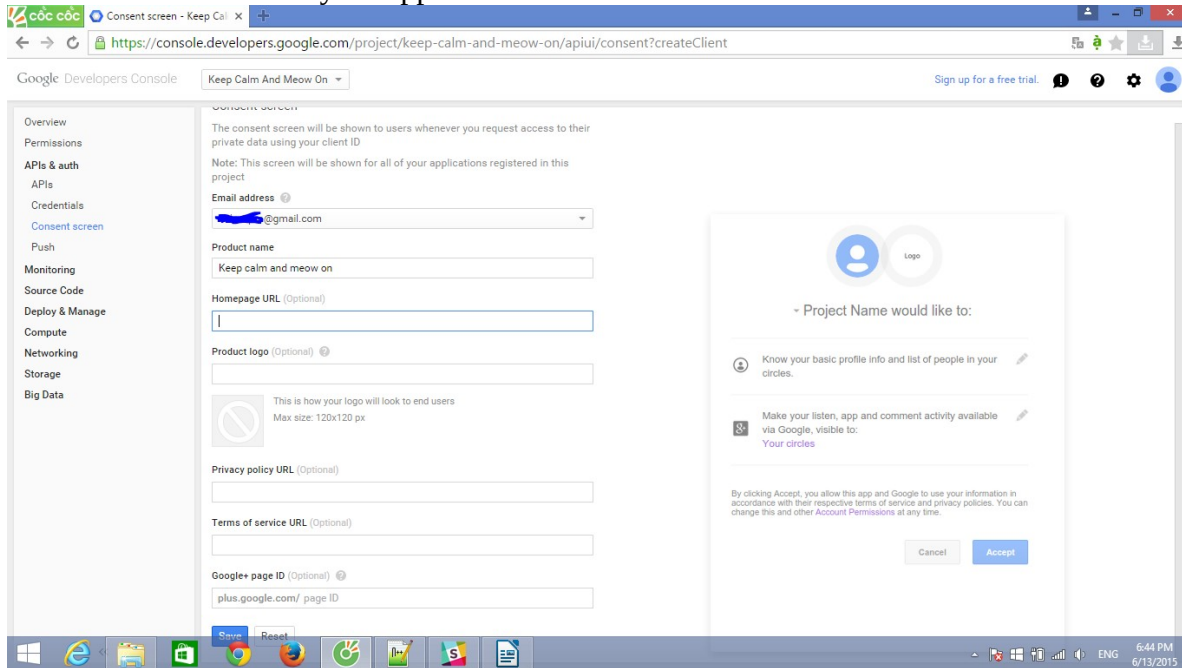 cốc cốc
Consent screen - Keep Cal
https://console.developers.google.com/project/keep-calm-and-meow-on/apiui/consent?createClient
Google Developers Console
Keep Calm And Meow On
Sign up for a free trial.
Overview
Permissions
APIs & auth
APIs
Credentials
Consent screen
Push
Monitoring
Source Code
Deploy & Manage
Compute
Networking
Storage
Big Data
Consent screen
The consent screen will be shown to users whenever you request access to their
private data using your client ID
Note: This screen will be shown for all of your applications registered in this
project
Email address
@gmail.com
Product name
Keep calm and meow on
Homepage URL (Optional)
Product logo (Optional)
This is how your logo will look to end users
Max size: 120x120 px
Privacy policy URL (Optional)
Terms of service URL (Optional)
Google+ page ID (Optional)
plus.google.com/ page ID
Save Reset
Logo
Project Name would like to:
Know your basic profile info and list of people in your
circles.
8+
Make your listen, app and comment activity available
via Google, visible to:
Your circles
By clicking Accept, you allow this app and Google to use your information in
accordance with their respective terms of service and privacy policies. You can
change this and other Account Permissions at any time.
Cancel Accept
ENG
6:44 PM
6/13/2015